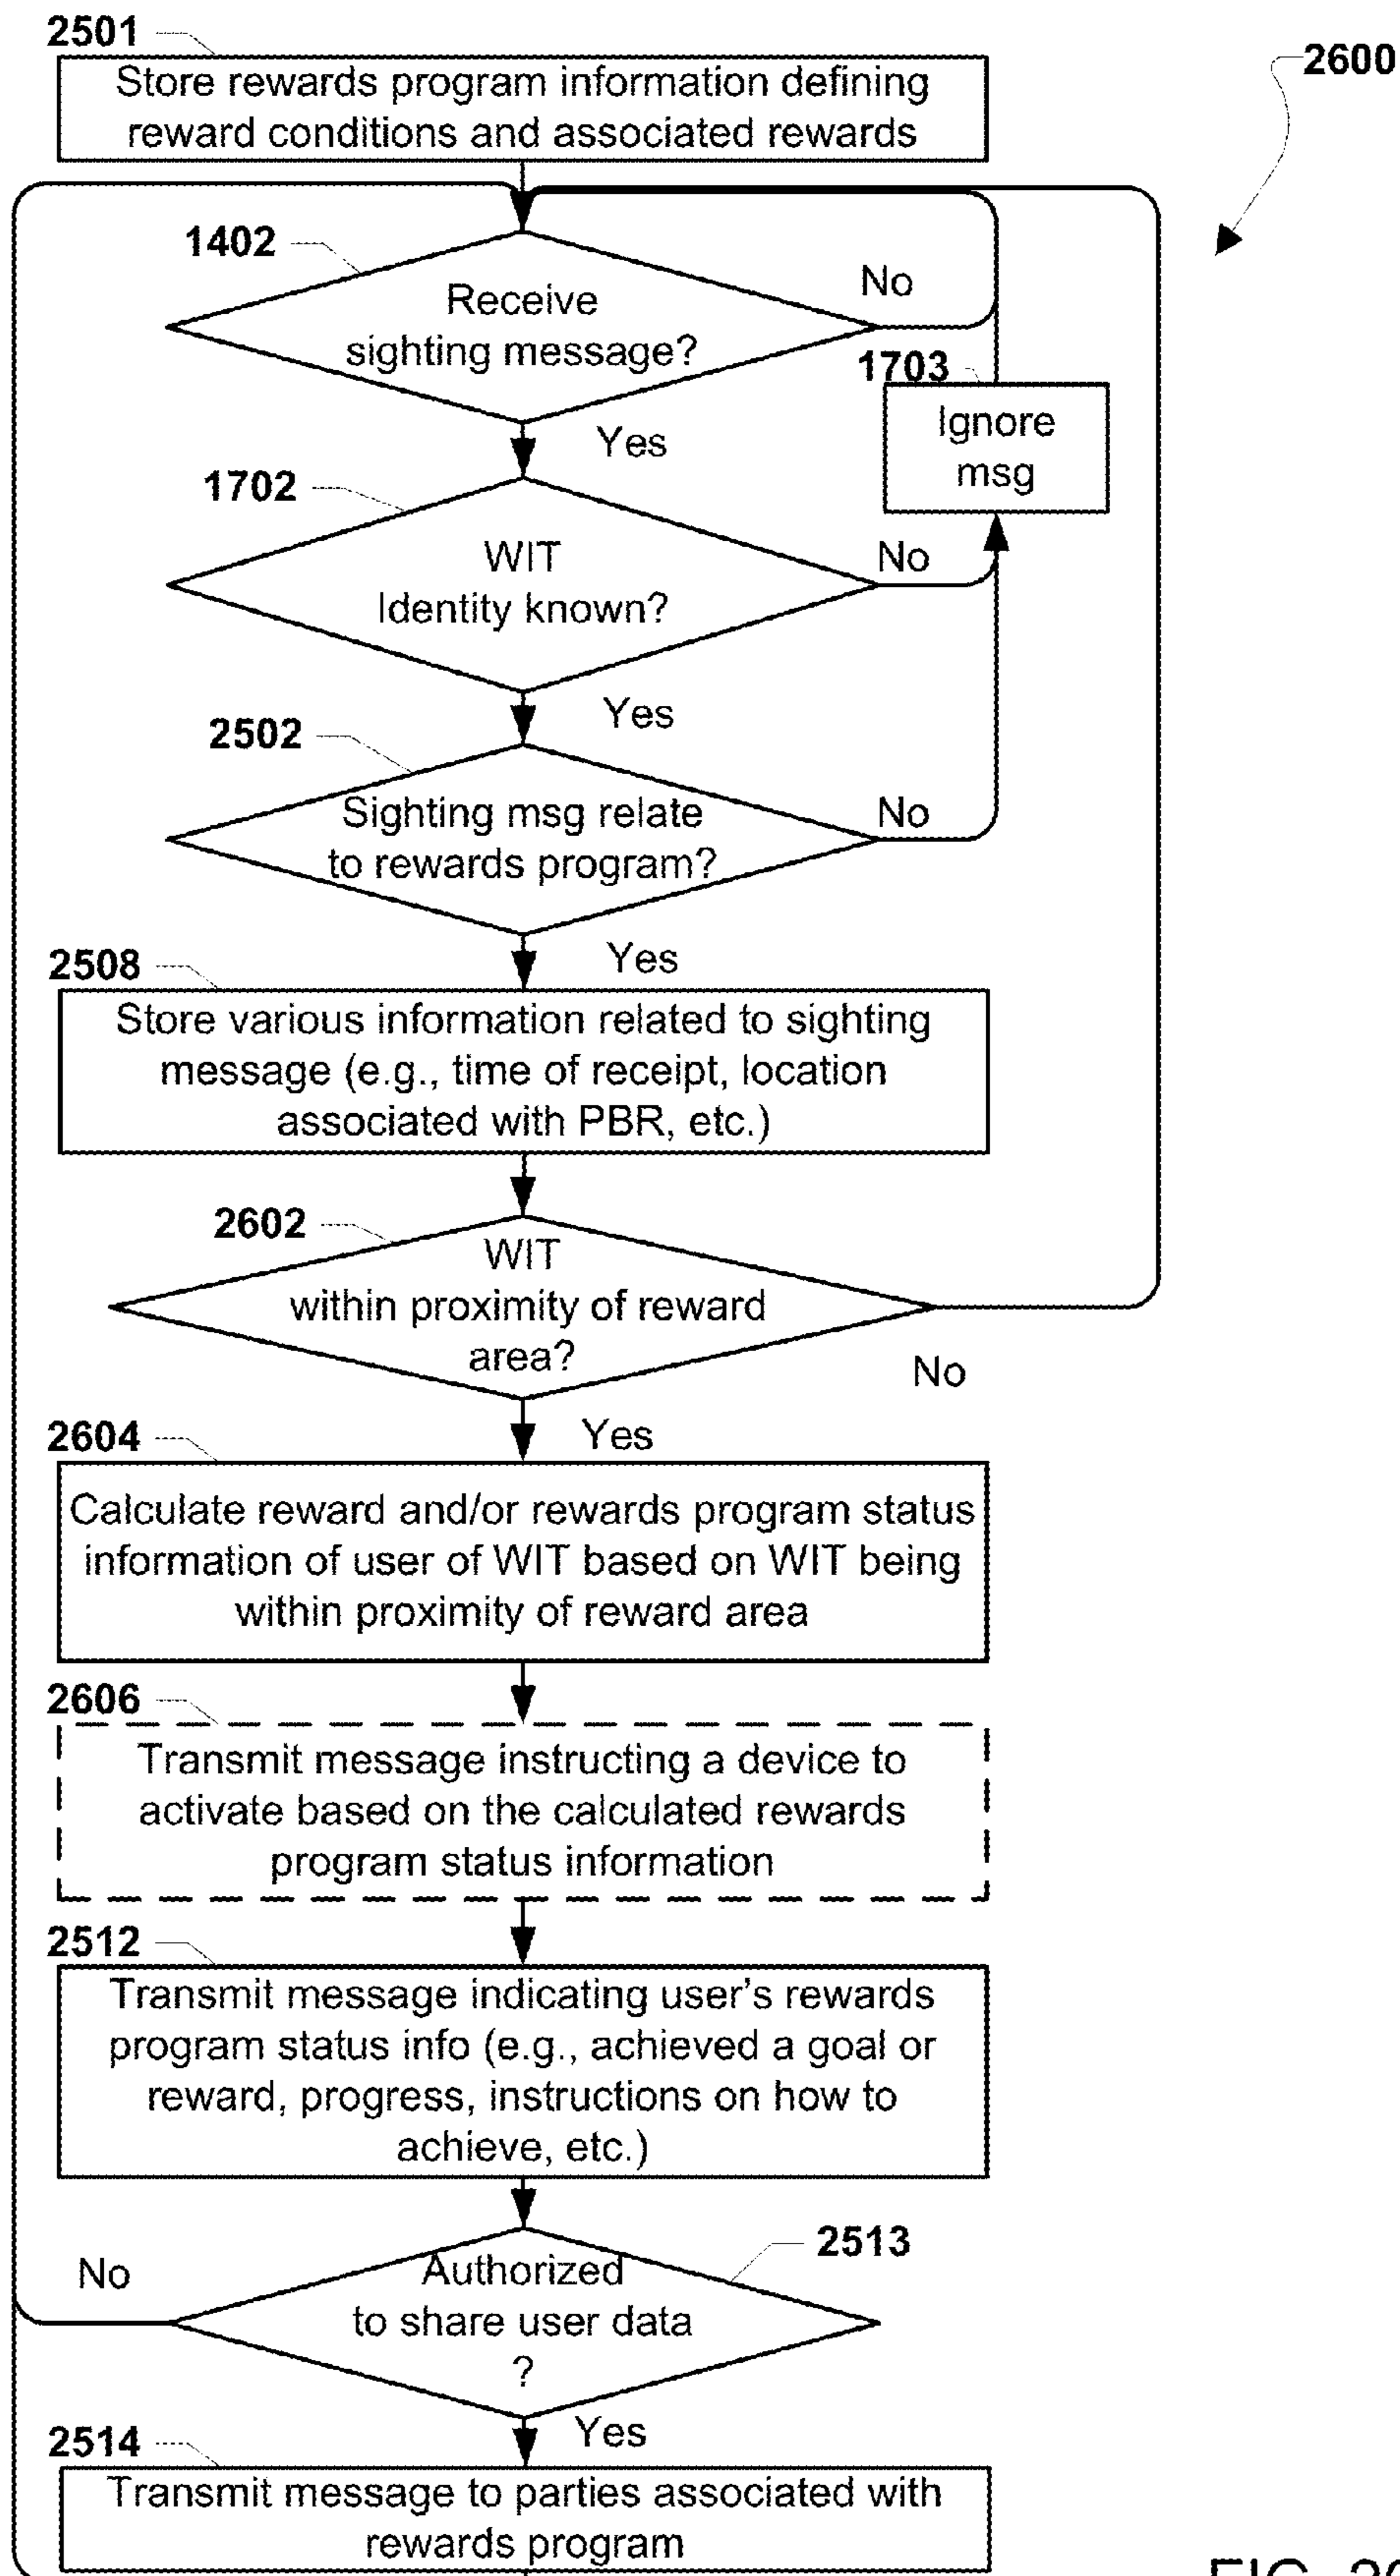 2501
2600
Store rewards program information defining
reward conditions and associated rewards
1402
No
Receive
sighting message?
1703
Ignore
msg
Yes
1702
WIT
No
Identity known?
Yes
2502
Sighting msg relate
No
to rewards program?
Yes
2508
Store various information related to sighting
message (e.g., time of receipt, location
associated with PBR, etc.)
2602
WIT
within proximity of reward
area?
No
Yes
2604
Calculate reward and/or rewards program status
information of user of WIT based on WIT being
within proximity of reward area
2606
Transmit message instructing a device to
activate based on the calculated rewards
program status information
2512
Transmit message indicating user's rewards
program status info (e.g., achieved a goal or
reward, progress, instructions on how to
achieve, etc.)
2513
No
Authorized
to share user data
?
Yes
2514
Transmit message to parties associated with
rewards program